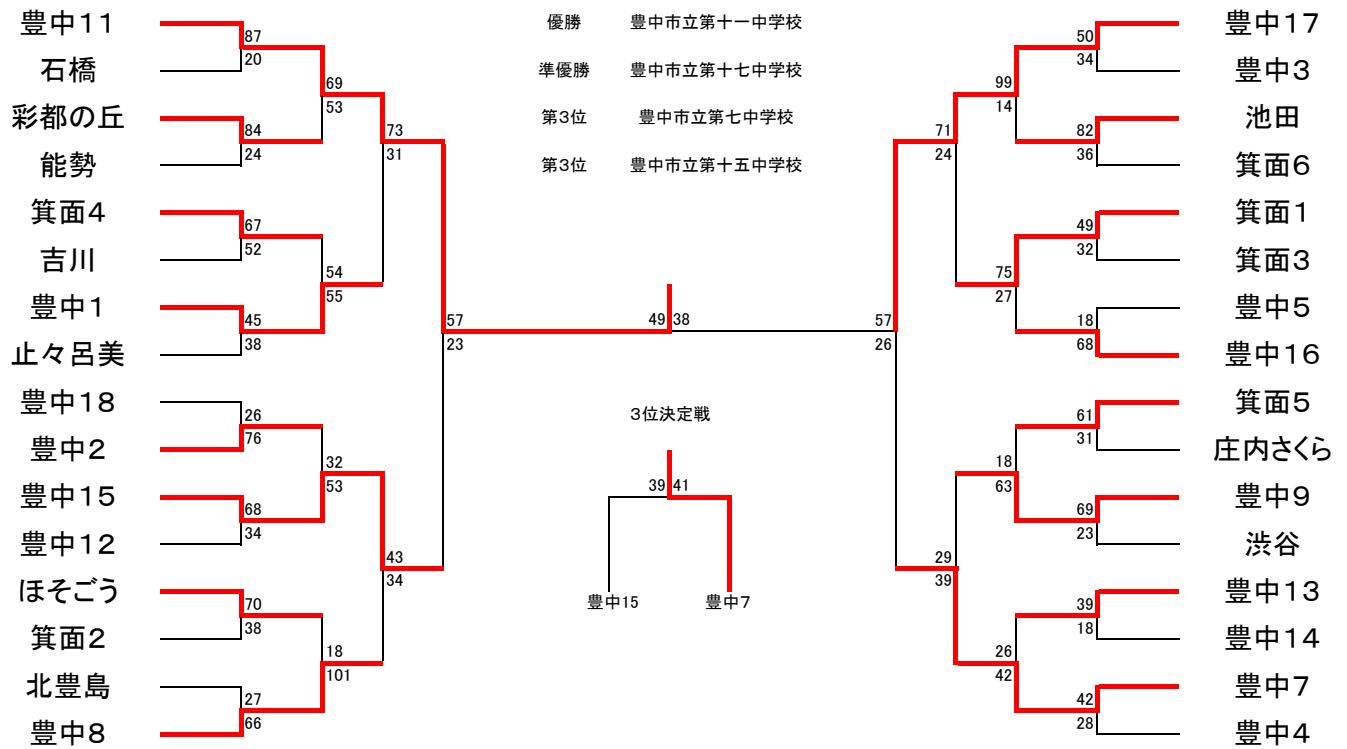 豊中11
87
20
石橋
69
53
彩都の丘
84
24
能勢
73
31
箕面4
67
52
吉川
54
55
豊中1
45
38
止々呂美
57
23
豊中18
26
76
豊中2
32
53
豊中15
68
34
豊中12
43
34
ほそごう
70
38
箕面2
18
101
北豊島
27
66
豊中8
優勝 豊中市立第十一中学校
準優勝 豊中市立第十七中学校
第3位 豊中市立第七中学校
第3位 豊中市立第十五中学校
49 38
3位決定戦
39 41
豊中15 豊中7
豊中17
50
34
豊中3
99
14
池田
82
36
箕面6
71
24
箕面1
49
32
箕面3
75
27
豊中5
18
68
豊中16
57
26
箕面5
61
31
庄内さくら
18
63
豊中9
69
23
渋谷
29
39
豊中13
39
18
豊中14
26
42
豊中7
42
28
豊中4